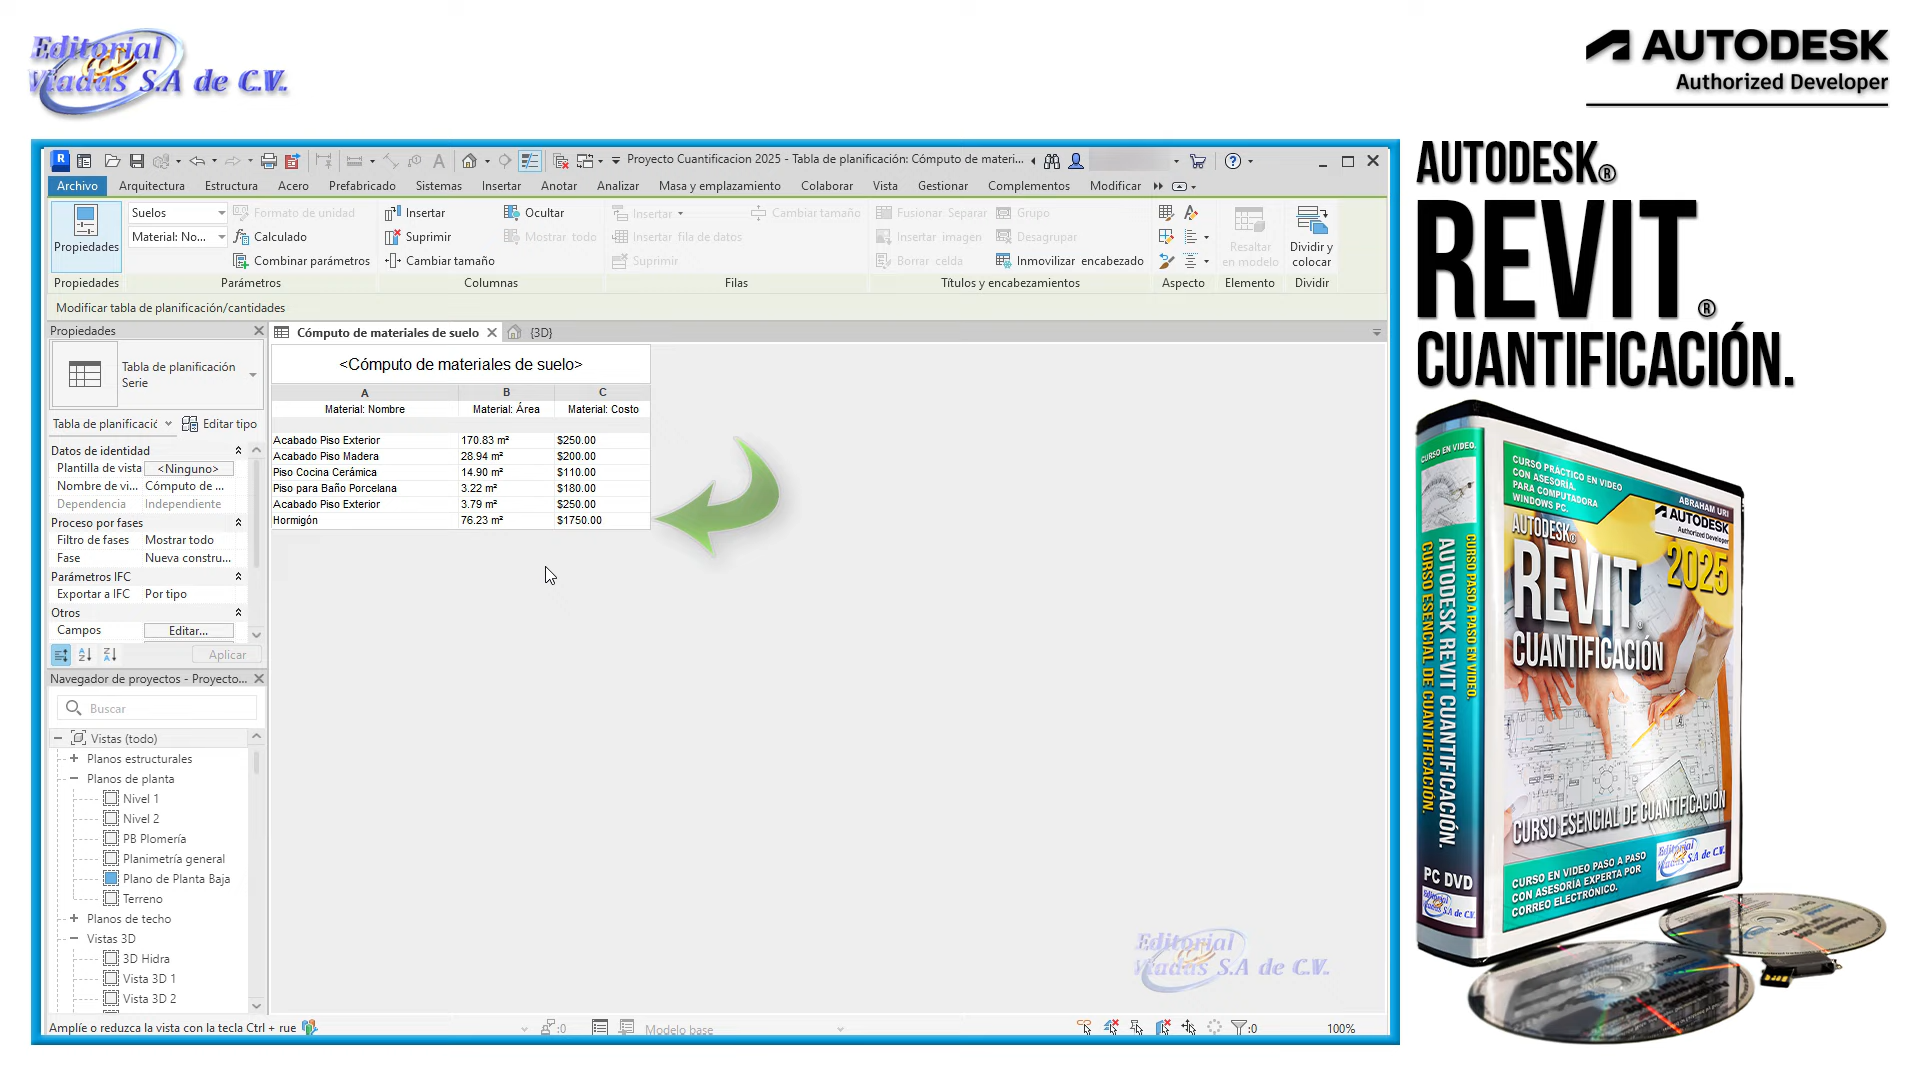 Editorial
Viadas S.A de C.V.
AUTODESK
Authorized Developer
Proyecto Cuantificacion 2025 - Tabla de planificación: Cómputo de materi...
Archivo Arquitectura Estructura Acero Prefabricado Sistemas Insertar Anotar Analizar Masa y emplazamiento Colaborar Vista Gestionar Complementos Modificar
Propiedades
Suelos
Material: No...
Formato de unidad
Calculado
Combinar parámetros
Insertar
Suprimir
Cambiar tamaño
Ocultar
Mostrar todo
Insertar
Insertar fila de datos
Suprimir
Cambiar tamaño
Fusionar Separar
Insertar imagen
Borrar celda
Grupo
Desagrupar
Inmovilizar encabezado
Resaltar
en modelo
Dividir y
colocar
Propiedades Parámetros Columnas Filas Títulos y encabezamientos Aspecto Elemento Dividir
Modificar tabla de planificación/cantidades
Propiedades
Tabla de planificación
Serie
Tabla de planificació
Editar tipo
Datos de identidad
Plantilla de vista <Ninguno>
Nombre de vi... Cómputo de ...
Dependencia Independiente
Proceso por fases
Filtro de fases Mostrar todo
Fase Nueva constru...
Parámetros IFC
Exportar a IFC Por tipo
Otros
Campos Editar...
Aplicar
Navegador de proyectos - Proyecto...
Buscar
Vistas (todo)
Planos estructurales
Planos de planta
Nivel 1
Nivel 2
PB Plomería
Planimetría general
Plano de Planta Baja
Terreno
Planos de techo
Vistas 3D
3D Hidra
Vista 3D 1
Vista 3D 2
Cómputo de materiales de suelo
{3D}
<Cómputo de materiales de suelo>
A B C
Material: Nombre Material: Área Material: Costo
Acabado Piso Exterior 170.83 m² $250.00
Acabado Piso Madera 28.94 m² $200.00
Piso Cocina Cerámica 14.90 m² $110.00
Piso para Baño Porcelana 3.22 m² $180.00
Acabado Piso Exterior 3.79 m² $250.00
Hormigón 76.23 m² $1750.00
Editorial
Viadas S.A de C.V.
Amplíe o reduzca la vista con la tecla Ctrl + rue
:0
Modelo base
:0
100%
AUTODESK®
REVIT®
CUANTIFICACIÓN.
CURSO EN VIDEO.
CURSO PASO A PASO EN VIDEO.
AUTODESK REVIT CUANTIFICACIÓN.
CURSO ESENCIAL DE CUANTIFICACIÓN.
PC DVD
Editorial
Viadas S.A de C.V.
CURSO PRÁCTICO EN VIDEO
CON ASESORÍA.
PARA COMPUTADORA
WINDOWS PC.
ABRAHAM URI
AUTODESK
Authorized Developer
AUTODESK®
REVIT®
2025
CUANTIFICACIÓN
CURSO ESENCIAL DE CUANTIFICACIÓN
CURSO EN VIDEO PASO A PASO
CON ASESORÍA EXPERTA POR
CORREO ELECTRÓNICO.
Editorial
Viadas S.A de C.V.